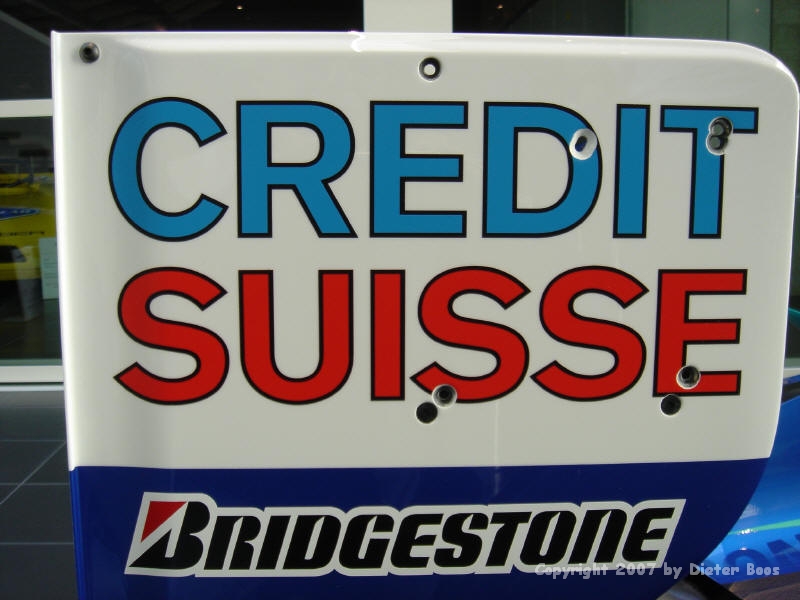 CREDIT
SUISSE
BRIDGESTONE
Copyright 2007 by Dieter Boos